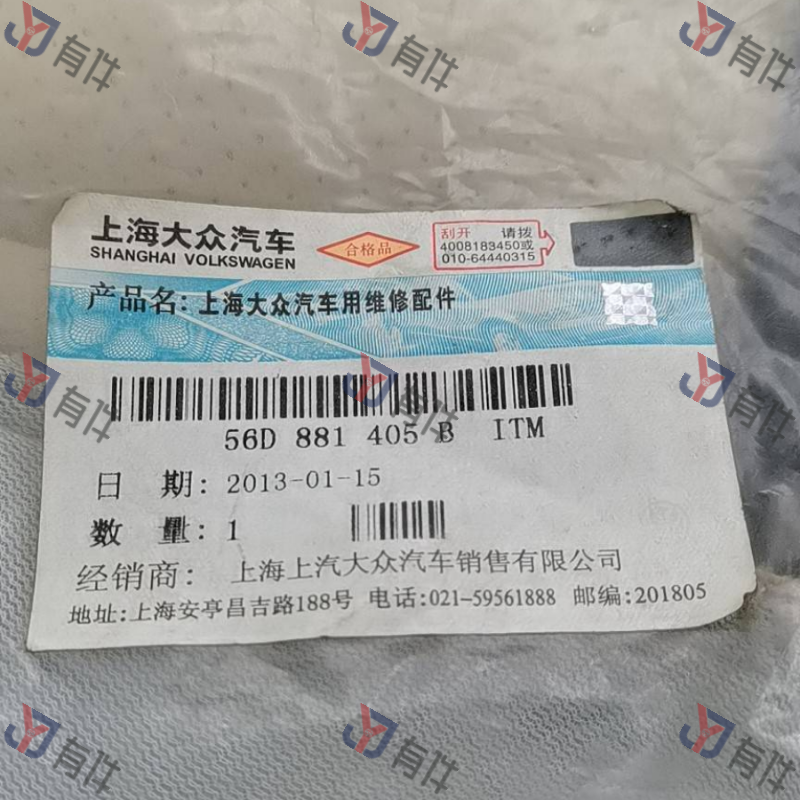 有件 有件 有件
上海大众汽车
SHANGHAI VOLKSWAGEN
合格品
刮开 请拨
4008183450或
010-64440315
产品名: 上海大众汽车用维修配件
有件 有件 有件
56D 881 405 B ITM
日 期: 2013-01-15
数 量: 1
经销商: 上海上汽大众汽车销售有限公司
地址:上海安亭昌吉路188号 电话:021-59561888 邮编:201805
有件 有件 有件